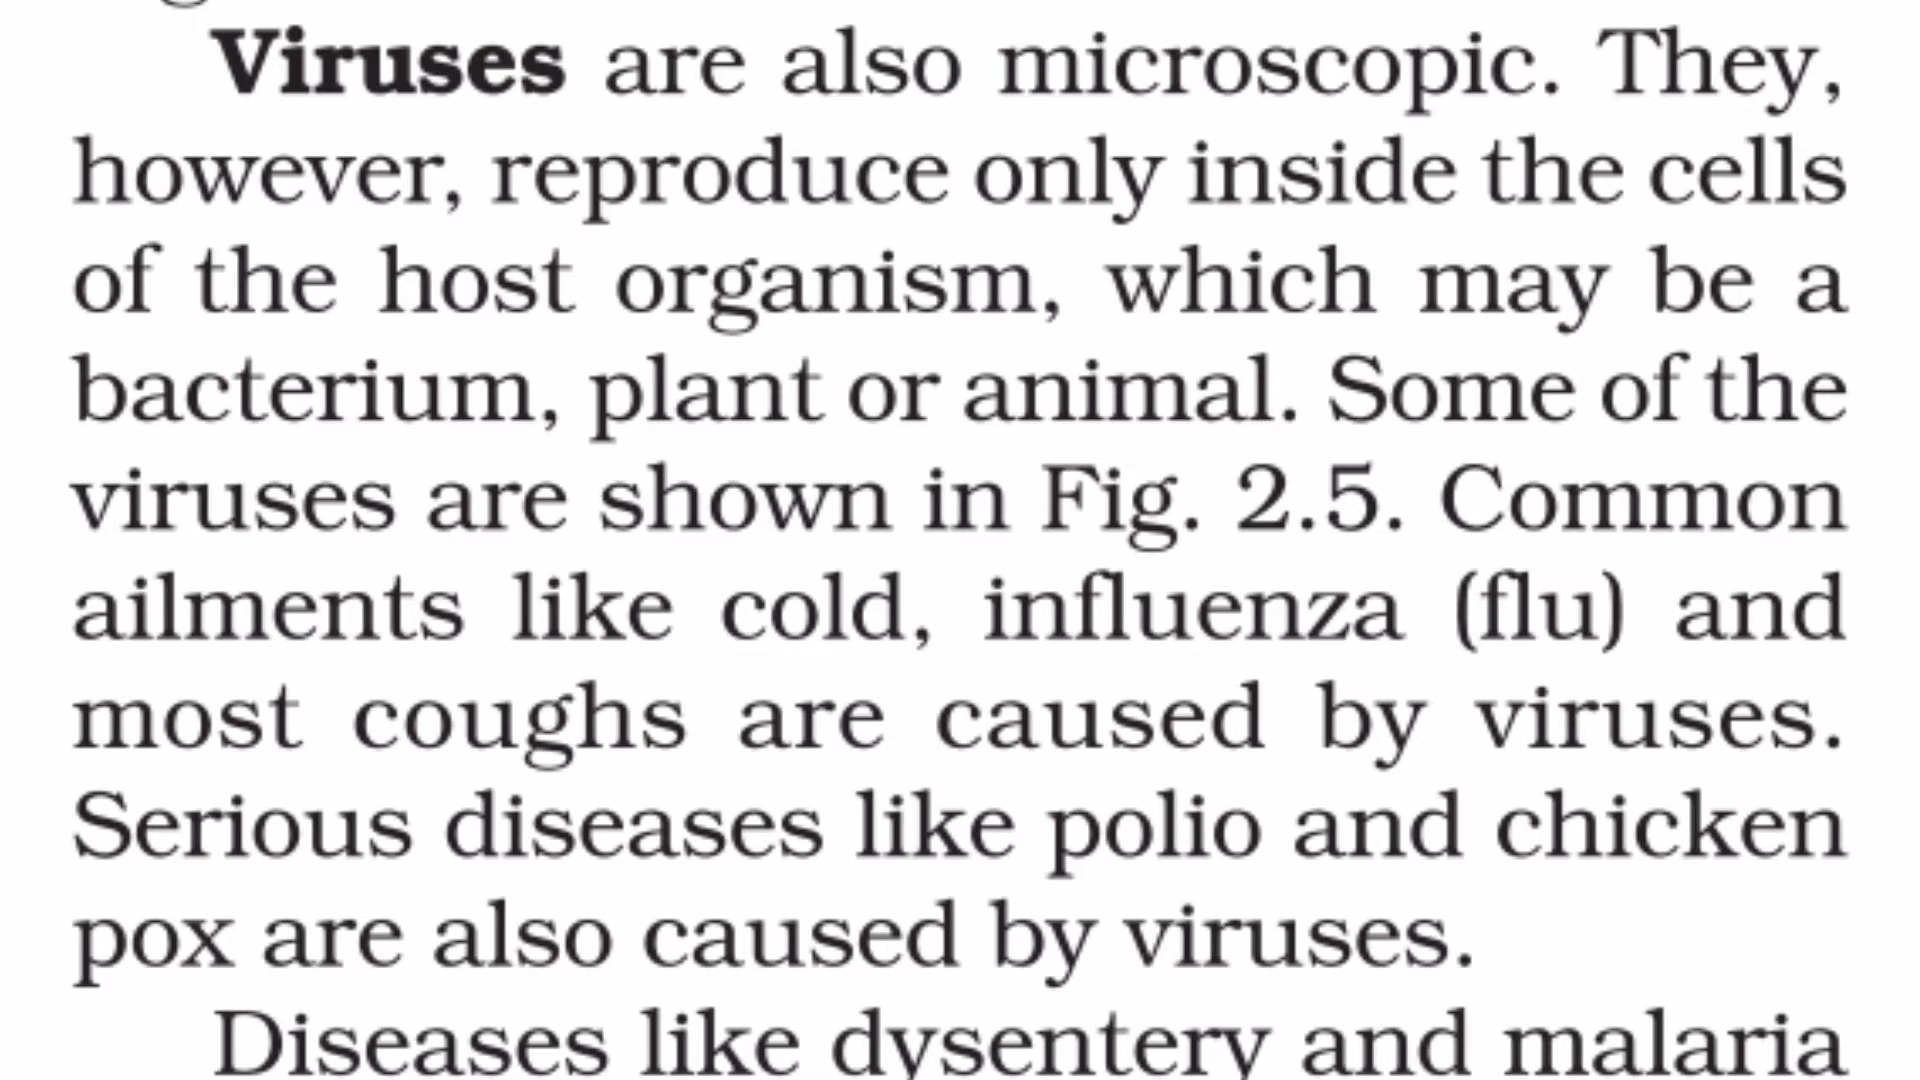 Viruses are also microscopic. They,
however, reproduce only inside the cells
of the host organism, which may be a
bacterium, plant or animal. Some of the
viruses are shown in Fig. 2.5. Common
ailments like cold, influenza (flu) and
most coughs are caused by viruses.
Serious diseases like polio and chicken
pox are also caused by viruses.
Diseases like dysentery and malaria